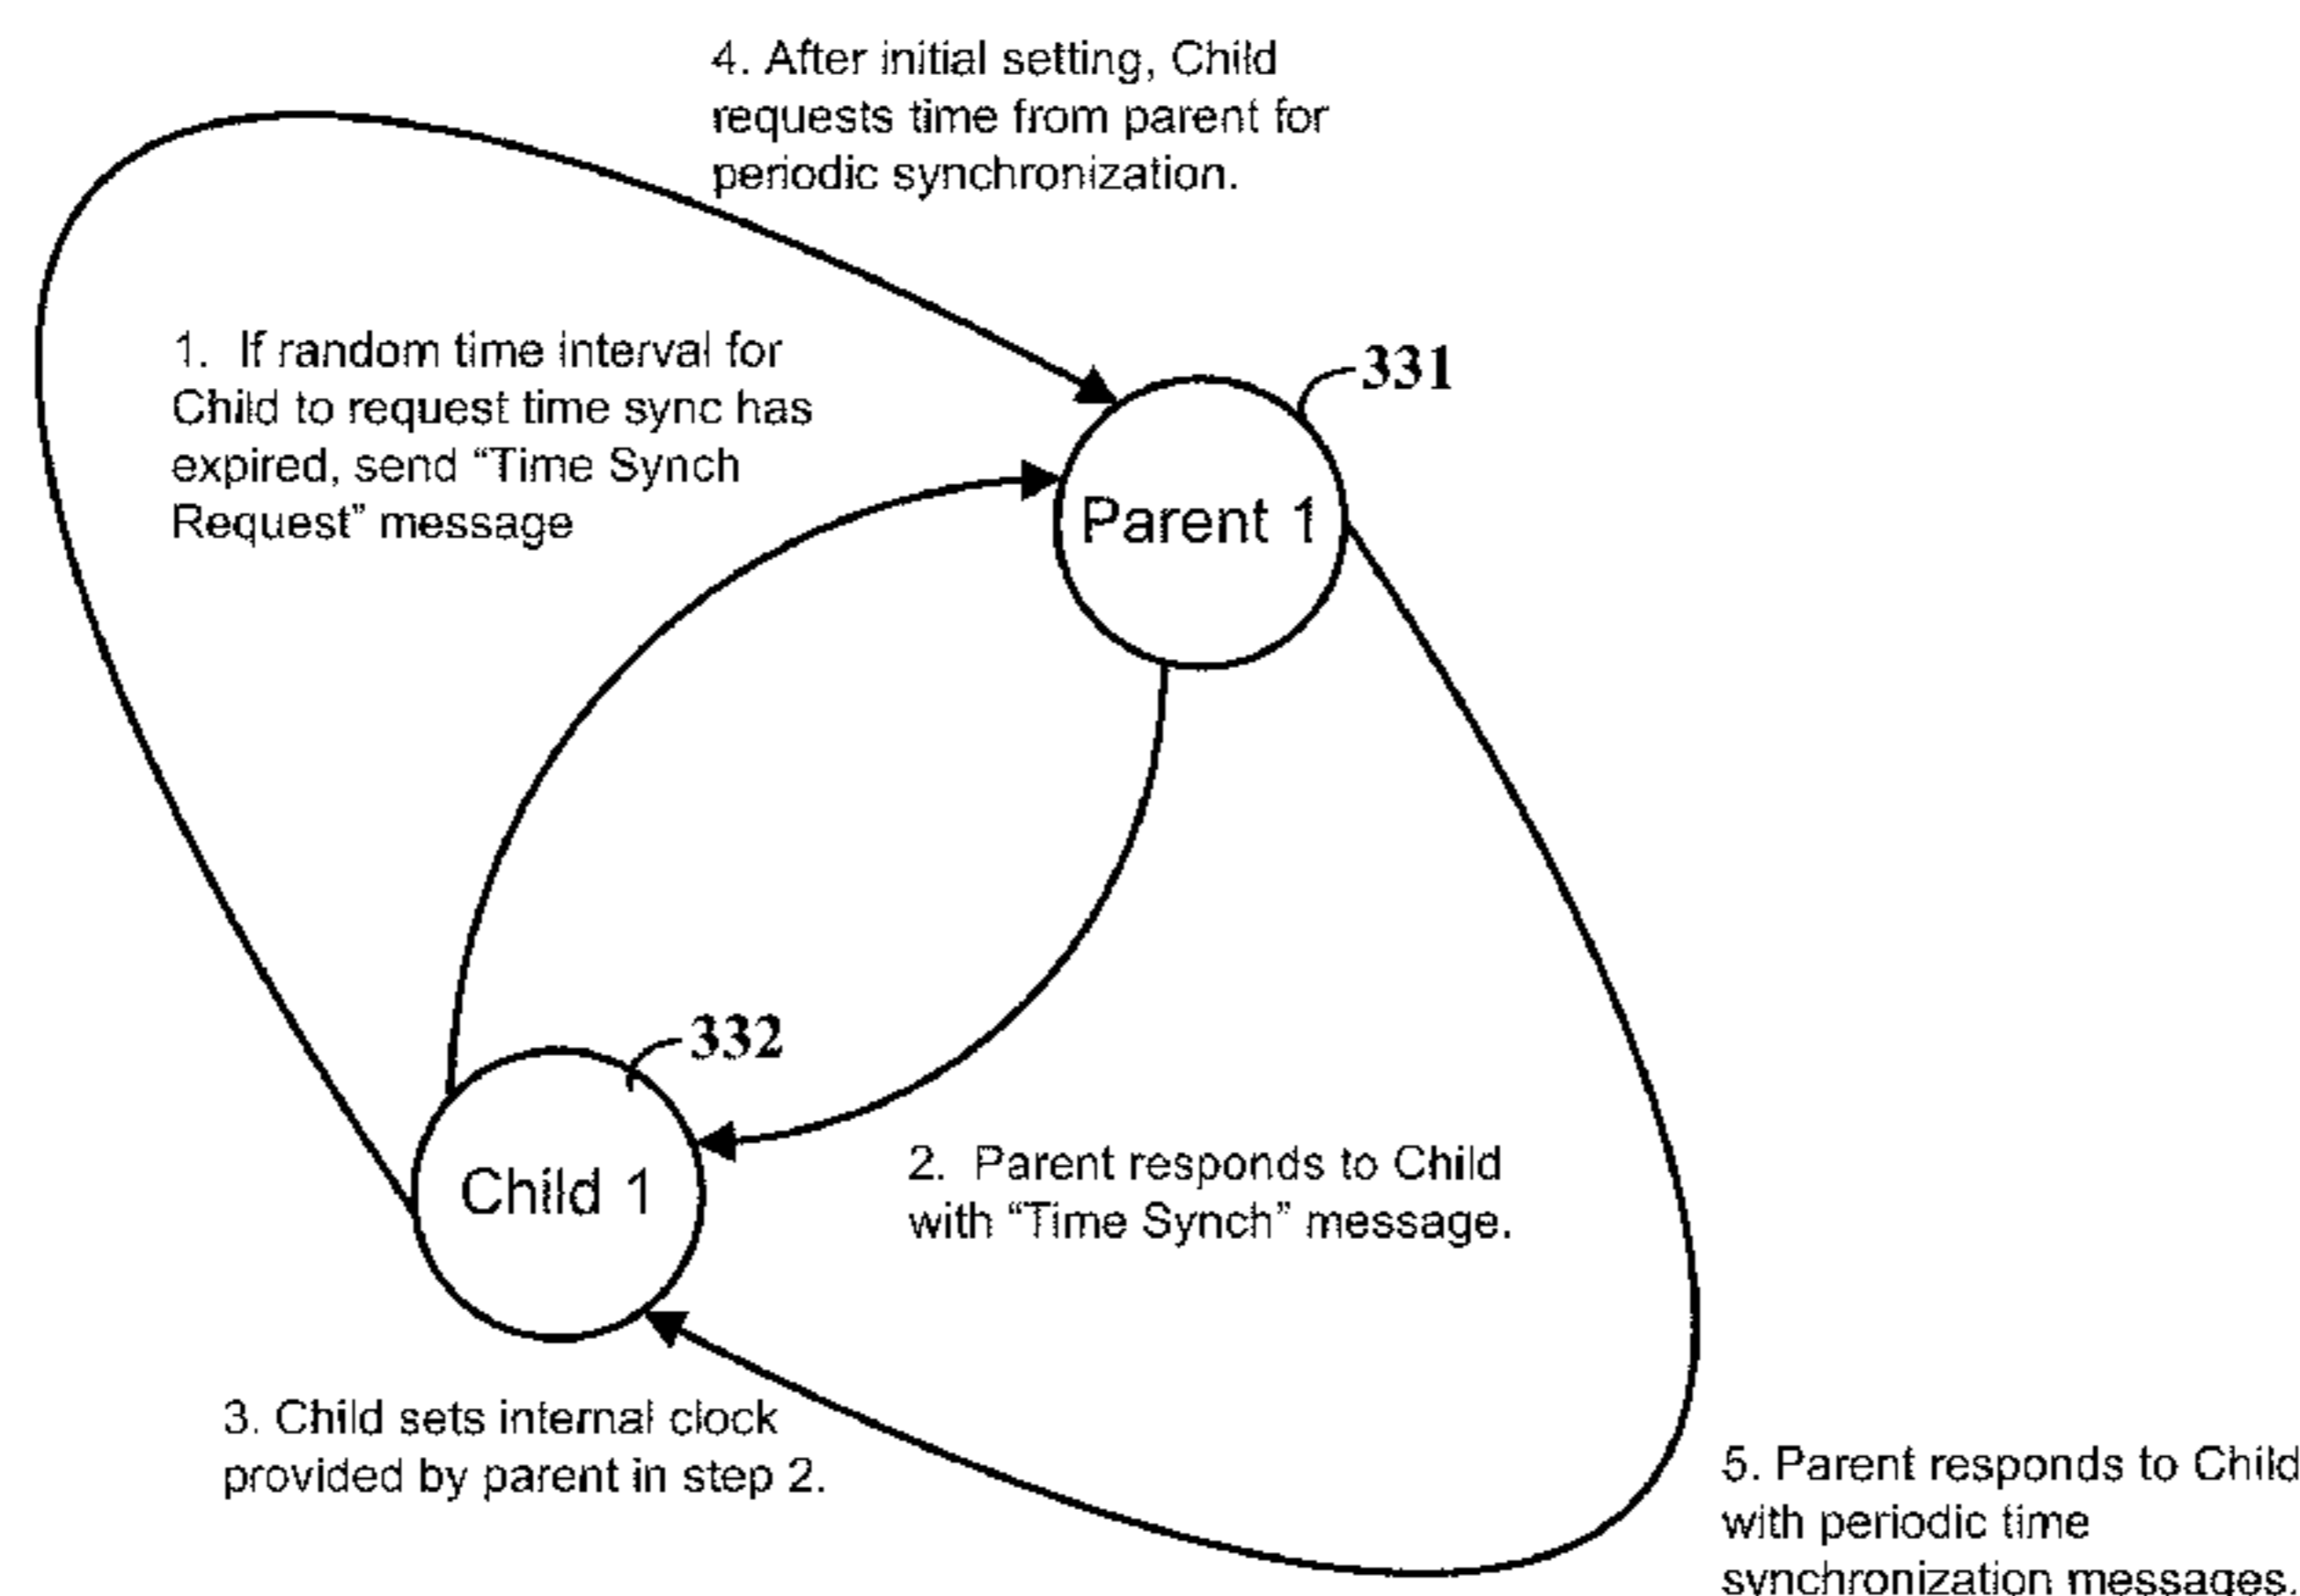 4. After initial setting, Child
requests time from parent for
periodic synchronization.
1. If random time interval for
Child to request time sync has
expired, send “Time Synch
Request” message
331
Parent 1
332
Child 1
2. Parent responds to Child
with “Time Synch” message.
3. Child sets internal clock
provided by parent in step 2.
5. Parent responds to Child
with periodic time
synchronization messages.